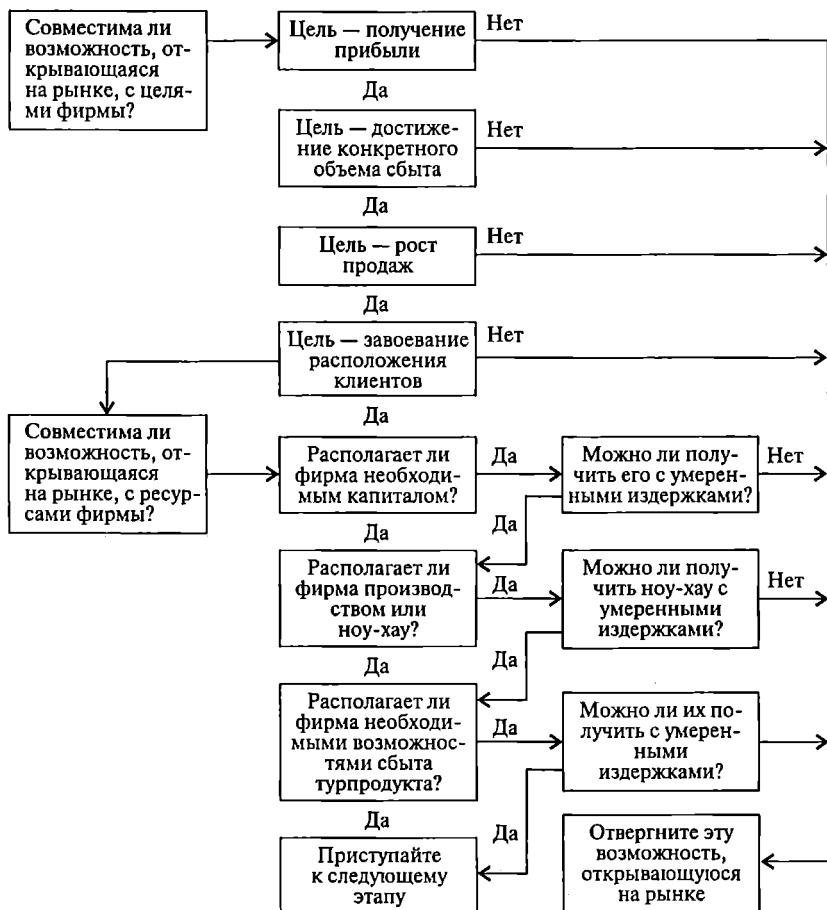 Совместима ли
возможность, от-
крывающаяся
на рынке, с целя-
ми фирмы?
Цель — получение
прибыли
Нет
Да
Цель — достиже-
ние конкретного
объема сбыта
Нет
Да
Цель — рост
продаж
Нет
Да
Цель — завоевание
расположения
клиентов
Нет
Да
Совместима ли
возможность, от-
крывающаяся
на рынке, с ресур-
сами фирмы?
Располагает ли
фирма необходи-
мым капиталом?
Да
Можно ли полу-
чить его с умерен-
ными издержками?
Нет
Да
Да
Располагает ли
фирма производ-
ством или
ноу-хау?
Да
Можно ли полу-
чить ноу-хау с
умеренными
издержками?
Нет
Да
Да
Располагает ли
фирма необходи-
мыми возможнос-
тями сбыта
турпродукта?
Да
Можно ли их по-
лучить с умерен-
ными
издержками?
Да
Да
Приступайте
к следующему
этапу
Отвергните эту
возможность,
открывающуюся
на рынке